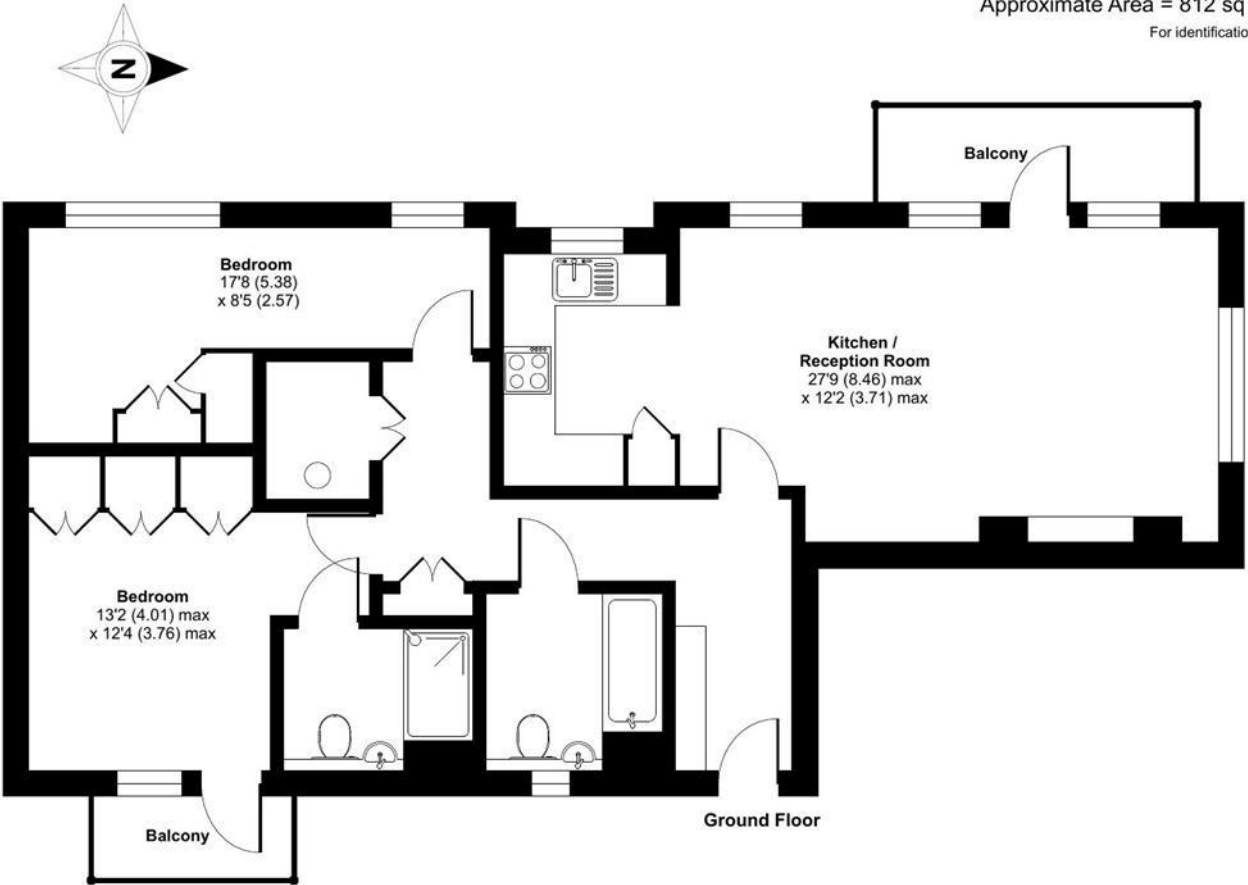 Approximate Area = 812 sq
For identificatio
N
Balcony
Bedroom
17'8 (5.38)
x 8'5 (2.57)
Kitchen /
Reception Room
27'9 (8.46) max
x 12'2 (3.71) max
Bedroom
13'2 (4.01) max
x 12'4 (3.76) max
Balcony
Ground Floor